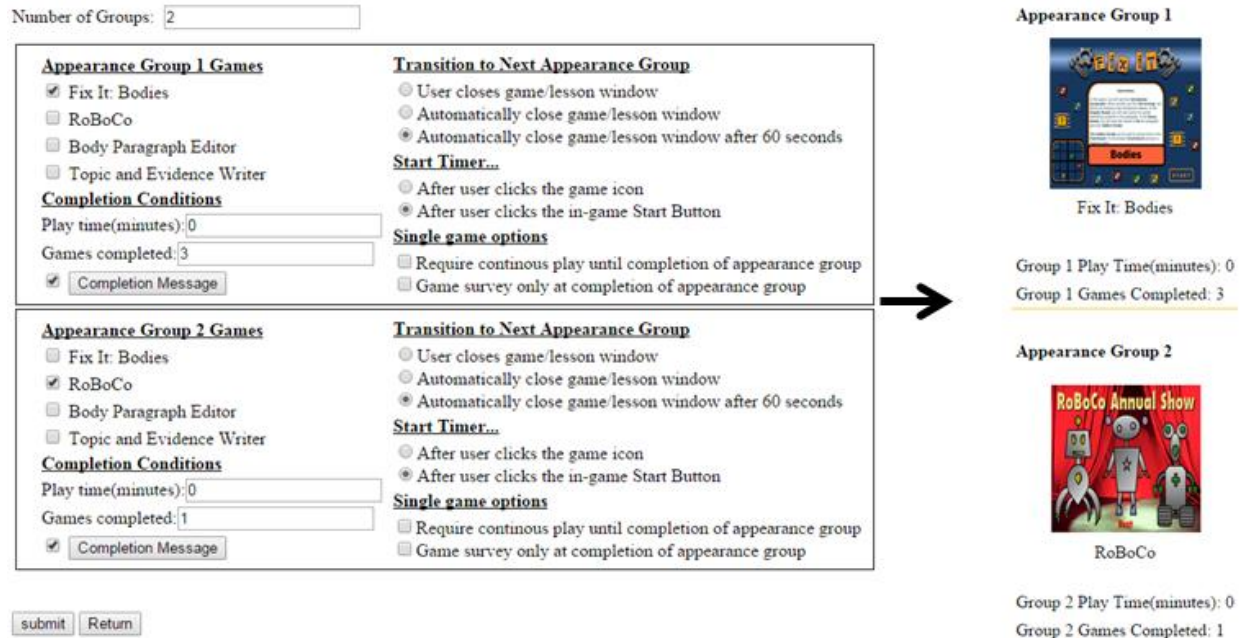 Number of Groups: 2
Appearance Group 1 Games
Fix It: Bodies
RoBoCo
Body Paragraph Editor
Topic and Evidence Writer
Completion Conditions
Play time(minutes): 0
Games completed: 3
Completion Message
Transition to Next Appearance Group
User closes game/lesson window
Automatically close game/lesson window
Automatically close game/lesson window after 60 seconds
Start Timer...
After user clicks the game icon
After user clicks the in-game Start Button
Single game options
Require continous play until completion of appearance group
Game survey only at completion of appearance group
Appearance Group 2 Games
Fix It: Bodies
RoBoCo
Body Paragraph Editor
Topic and Evidence Writer
Completion Conditions
Play time(minutes): 0
Games completed: 1
Completion Message
Transition to Next Appearance Group
User closes game/lesson window
Automatically close game/lesson window
Automatically close game/lesson window after 60 seconds
Start Timer...
After user clicks the game icon
After user clicks the in-game Start Button
Single game options
Require continous play until completion of appearance group
Game survey only at completion of appearance group
submit Return
Appearance Group 1
FIX IT
Bodies
START
Fix It: Bodies
Group 1 Play Time(minutes): 0
Group 1 Games Completed: 3
Appearance Group 2
RoBoCo Annual Show
RoBoCo
Group 2 Play Time(minutes): 0
Group 2 Games Completed: 1